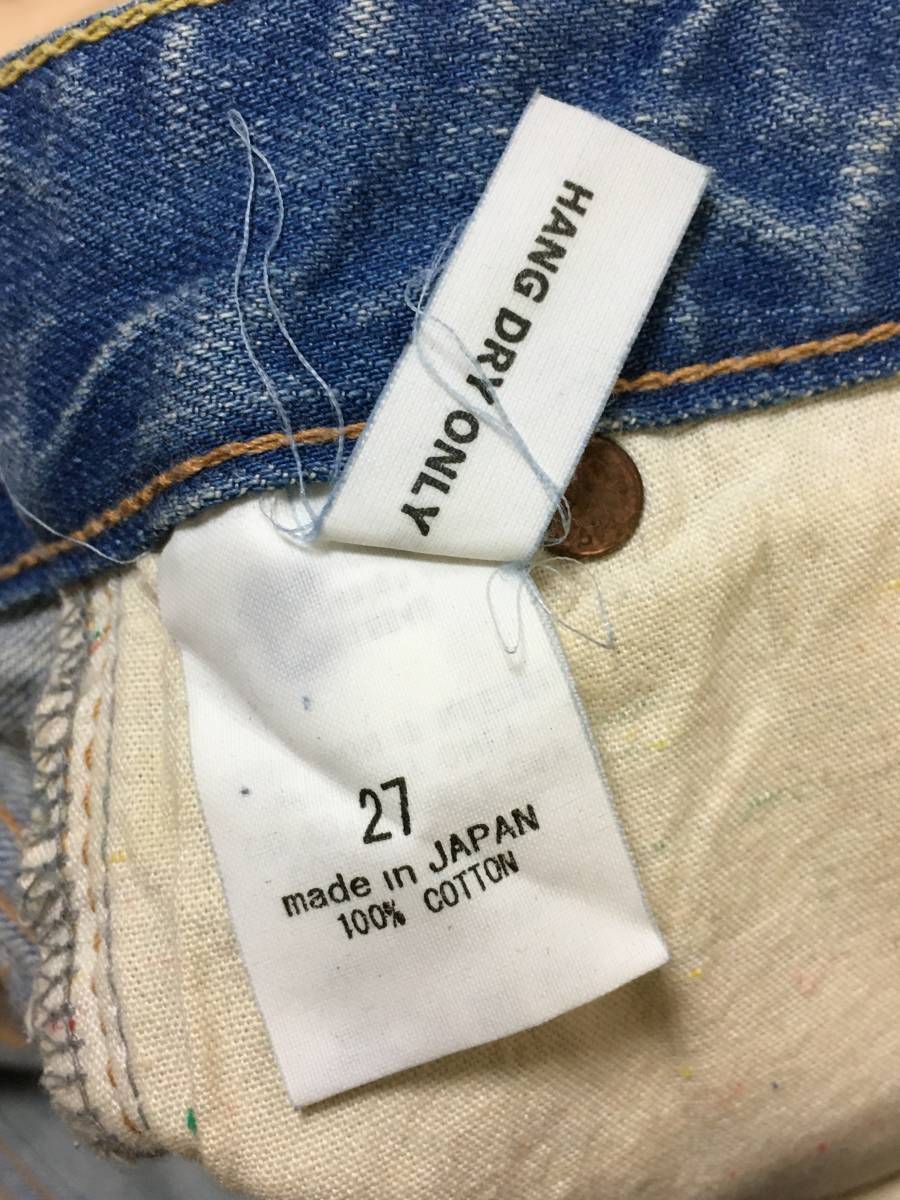 HANG DRY ONLY
27
made in JAPAN
100% COTTON